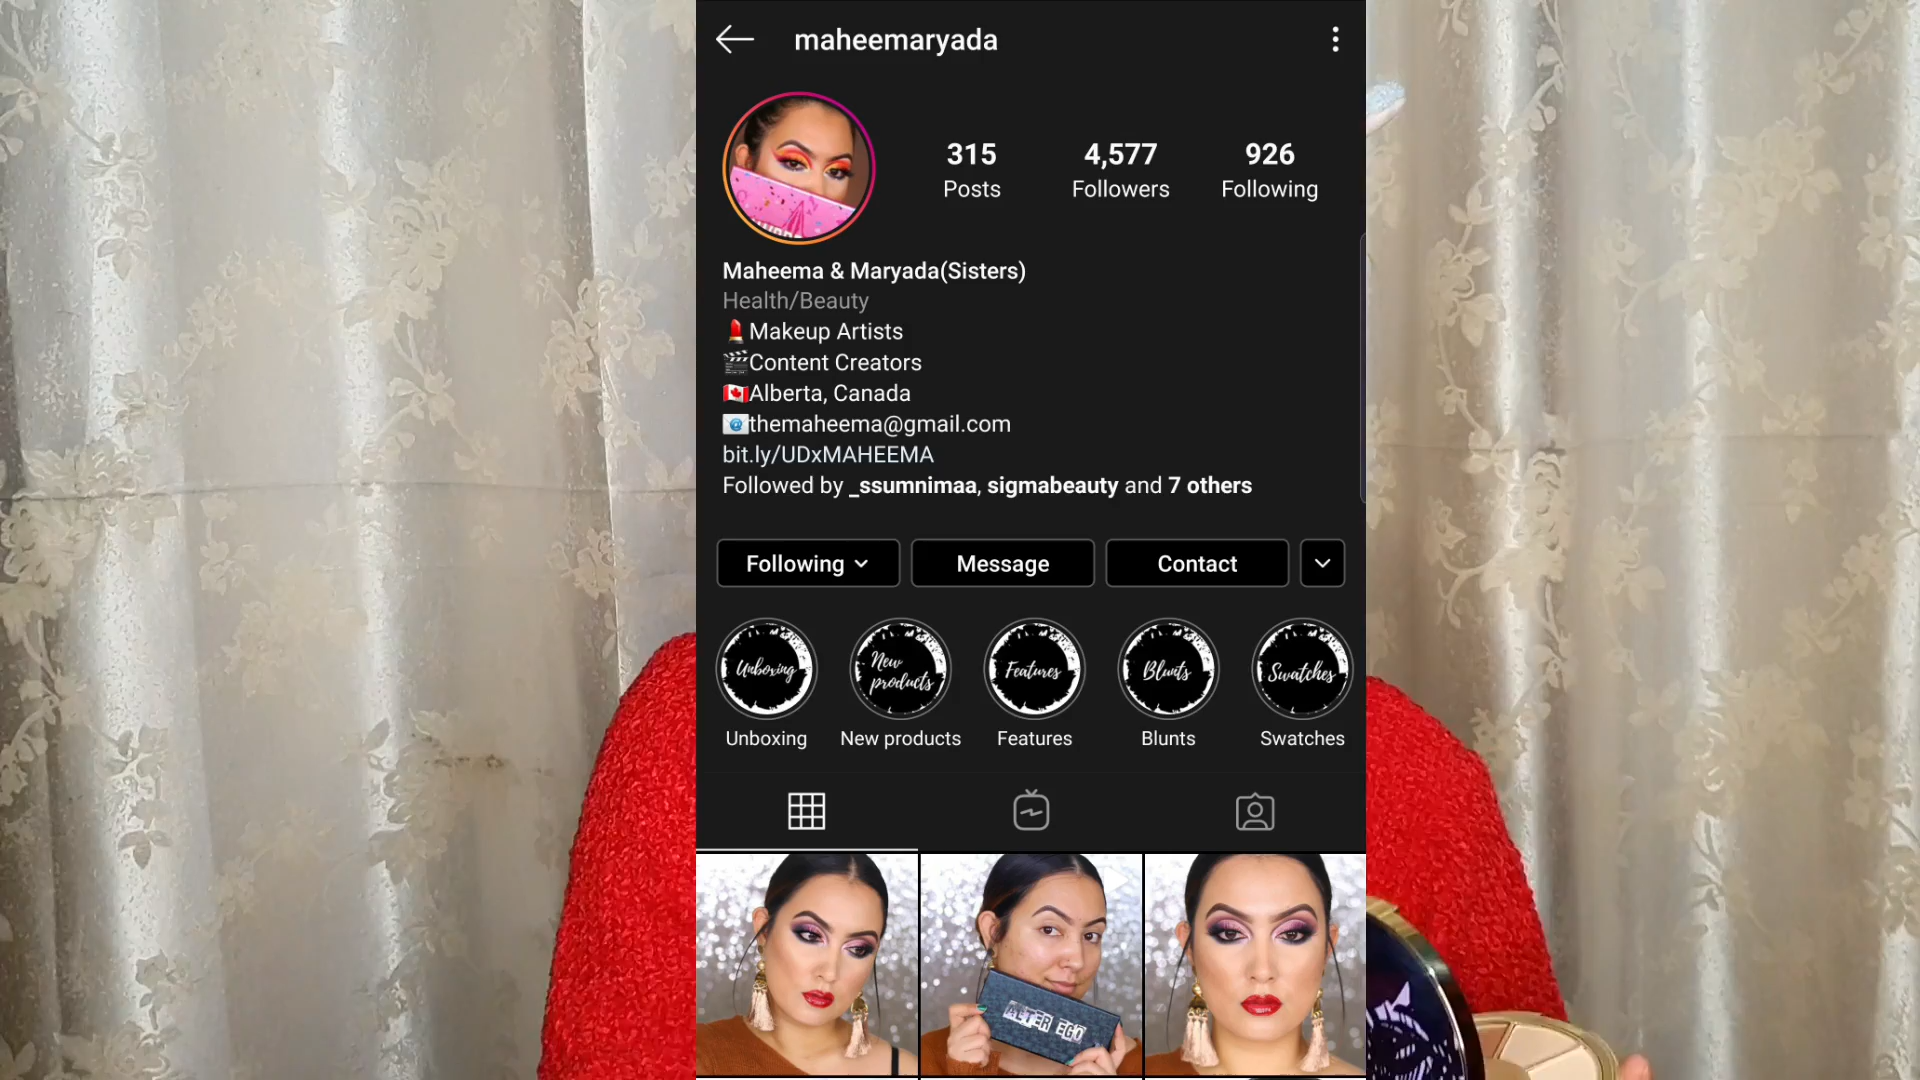 maheemaryada
315
4,577
926
Posts
Followers
Following
Maheema & Maryada(Sisters)
Health/Beauty
💄Makeup Artists
🎬Content Creators
🇨🇦Alberta, Canada
📧themaheema@gmail.com
bit.ly/UDxMAHEEMA
Followed by _ssumnimaa, sigmabeauty and 7 others
Following
Message
Contact
Unboxing
New products
Features
Blunts
Swatches
Unboxing
New products
Features
Blunts
Swatches
ALTER EGO